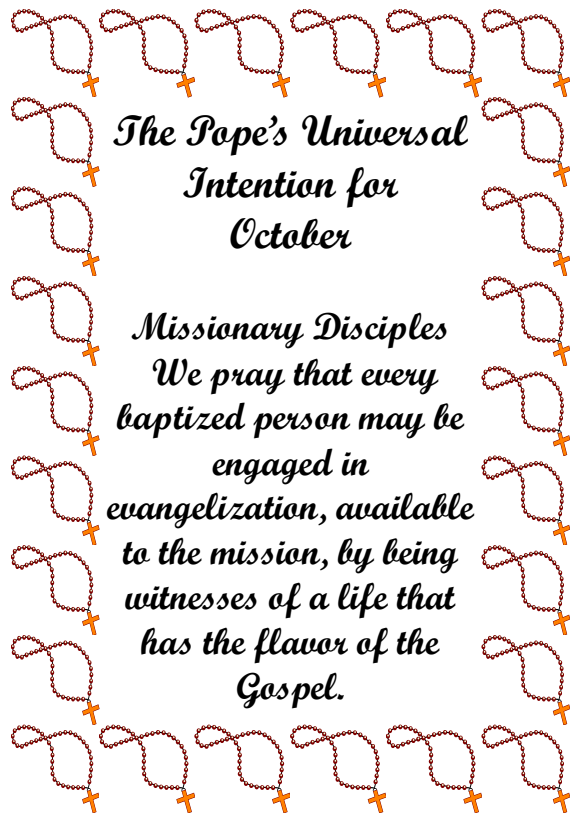 The Pope's Universal
Intention for
October
Missionary Disciples
We pray that every
baptized person may be
engaged in
evangelization, available
to the mission, by being
witnesses of a life that
has the flavor of the
Gospel.